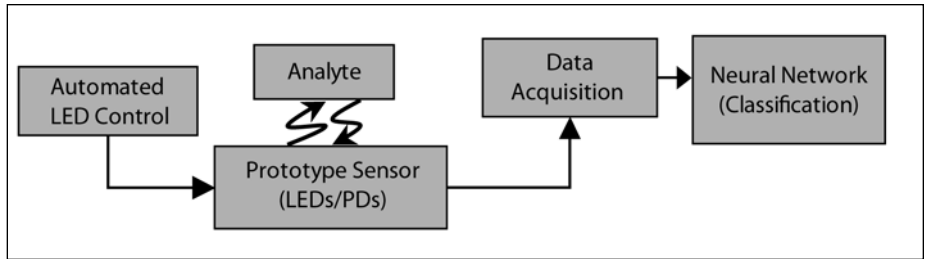 Automated
LED Control
Analyte
Prototype Sensor
(LEDs/PDs)
Data
Acquisition
Neural Network
(Classification)